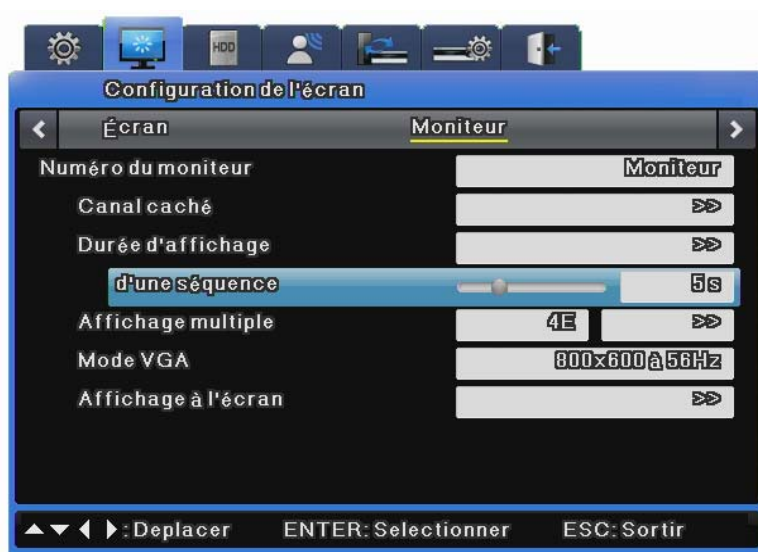 HDD
Configuration de l'écran
Écran Moniteur
Numéro du moniteur Moniteur
Canal caché >>
Durée d'affichage >>
d'une séquence 5s
Affichage multiple 4E >>
Mode VGA 800x600 à 56Hz
Affichage à l'écran >>
:Deplacer ENTER:Selectionner ESC:Sortir